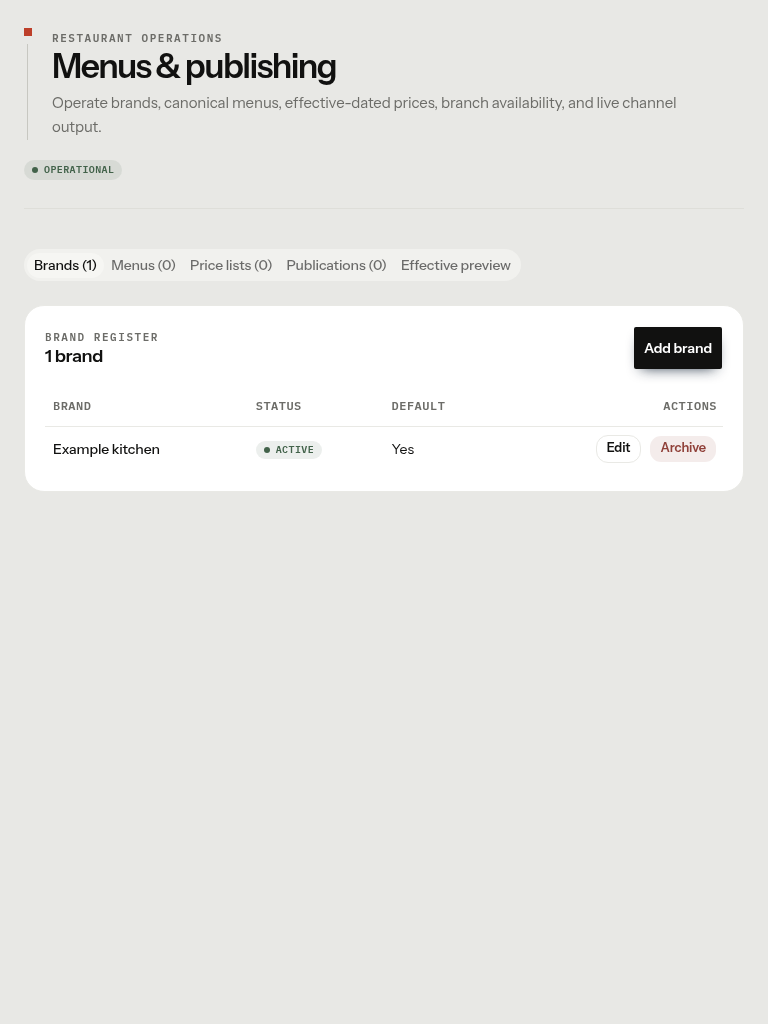 RESTAURANT OPERATIONS
Menus & publishing
Operate brands, canonical menus, effective-dated prices, branch availability, and live channel
output.
OPERATIONAL
Brands (1) Menus (0) Price lists (0) Publications (0) Effective preview
BRAND REGISTER
1 brand
Add brand
BRAND STATUS DEFAULT ACTIONS
Example kitchen ACTIVE Yes Edit Archive